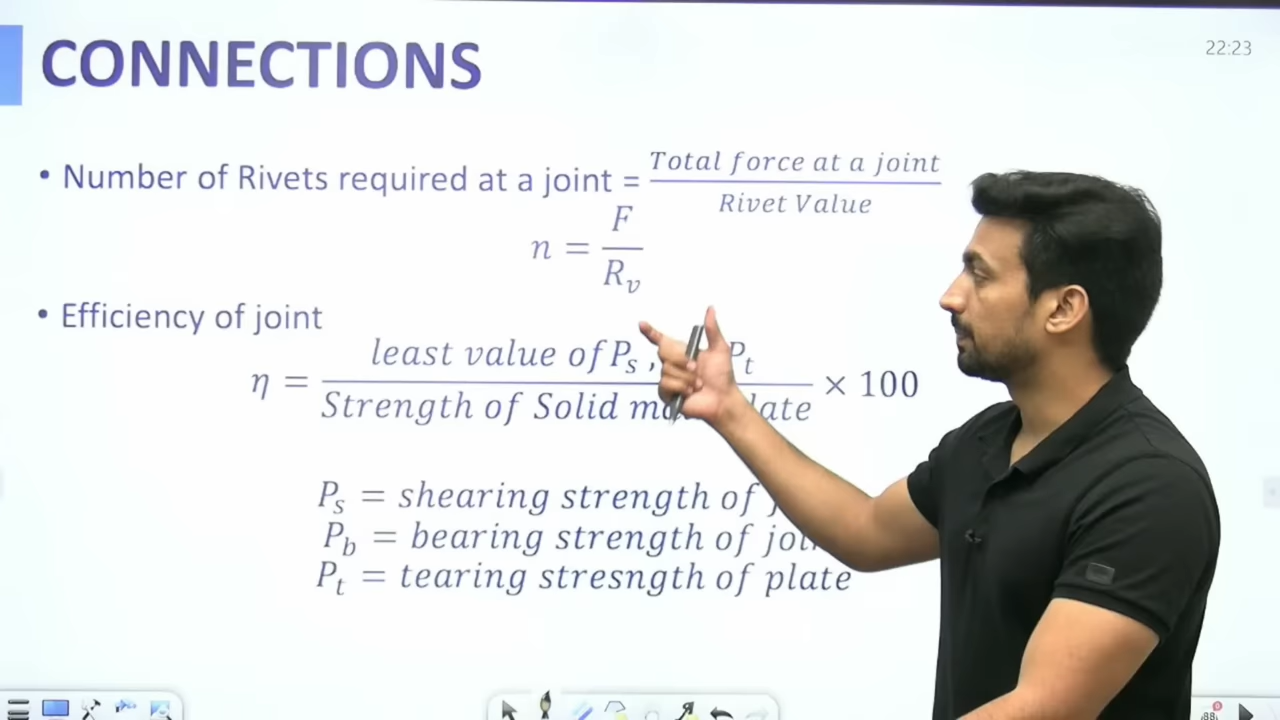 CONNECTIONS
22:23
• Number of Rivets required at a joint = Total force at a joint / Rivet Value
n = F / R_v
• Efficiency of joint
η = least value of P_s , P_t / Strength of Solid × 100
P_s = shearing strength of
P_b = bearing strength of
P_t = tearing stresngth of plate